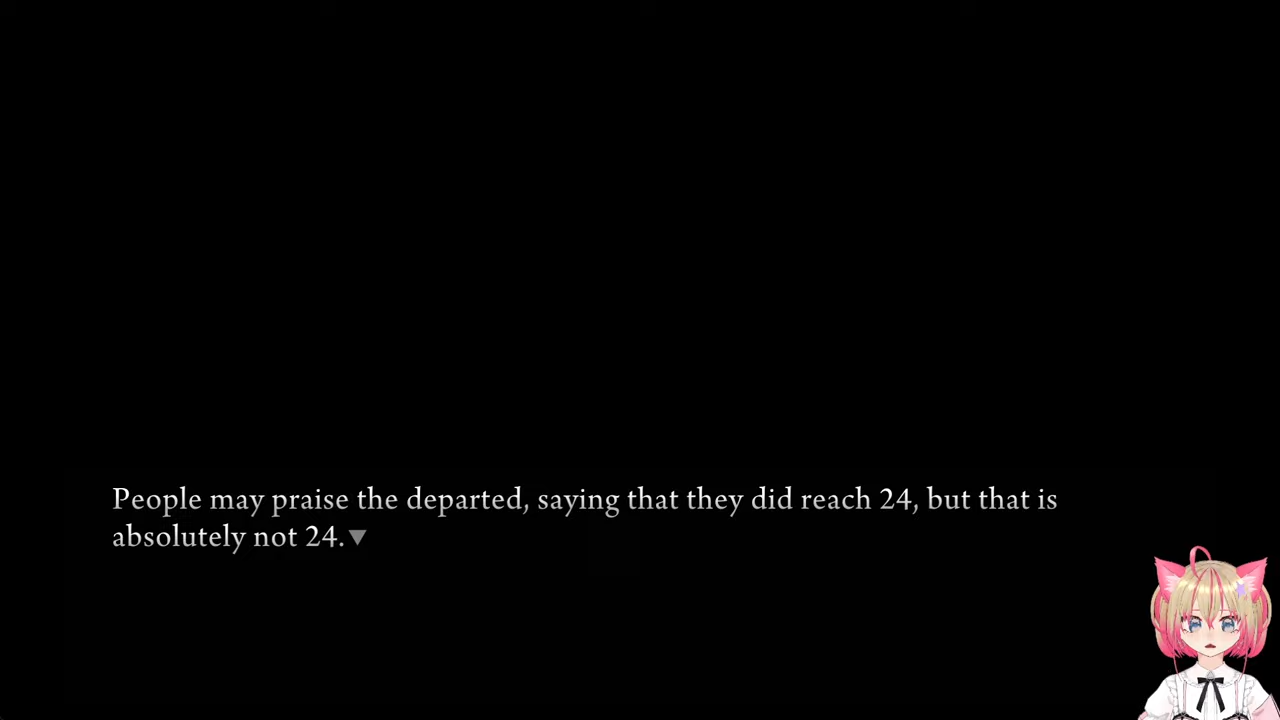 People may praise the departed, saying that they did reach 24, but that is
absolutely not 24.